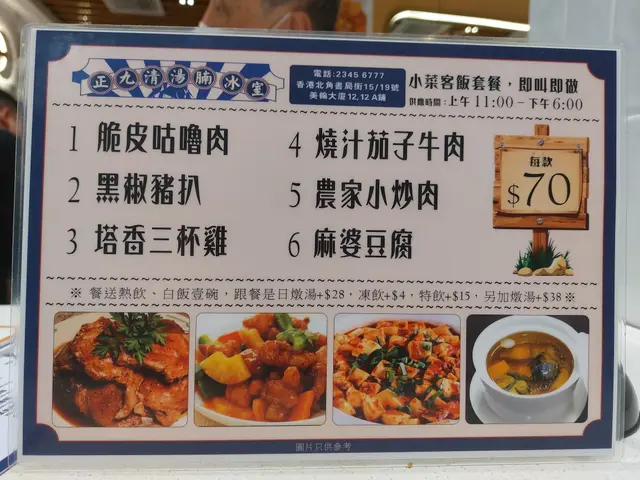 正九清湯腩冰室
電話:2345 6777
香港北角書局街15/19號
美輪大廈12,12A鋪
小菜客飯套餐，即叫即做
供應時間：上午 11:00 - 下午 6:00
1 脆皮咕嚕肉
2 黑椒豬扒
3 塔香三杯雞
4 燒汁茄子牛肉
5 農家小炒肉
6 麻婆豆腐
每款
$70
※ 餐送熱飲、白飯壹碗，跟餐是日燉湯+$28，凍飲+$4，特飲+$15，另加燉湯+$38 ※
圖片只供參考